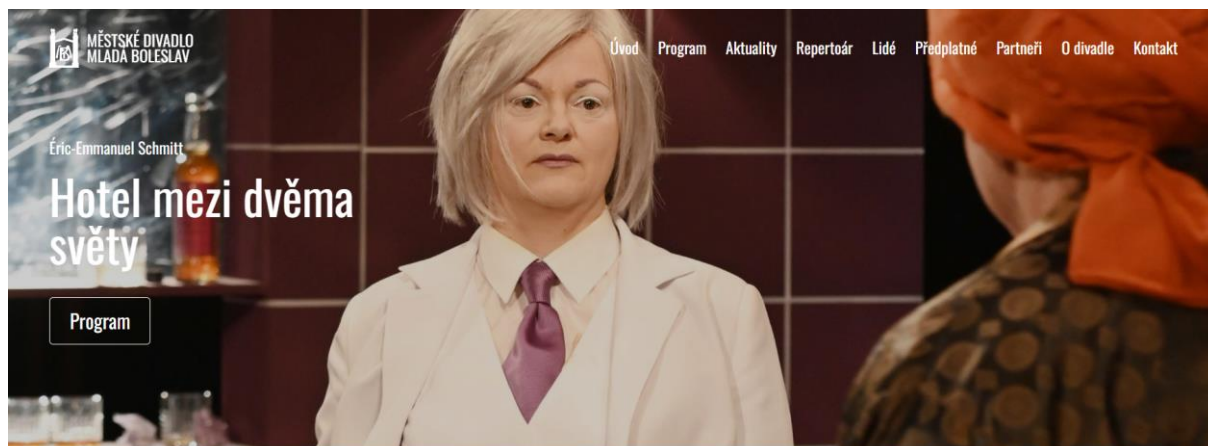 MĚSTSKÉ DIVADLO
MLADÁ BOLESLAV
Úvod Program Aktuality Repertoár Lidé Předplatné Partneři O divadle Kontakt
Éric-Emmanuel Schmitt
Hotel mezi dvěma
světy
Program